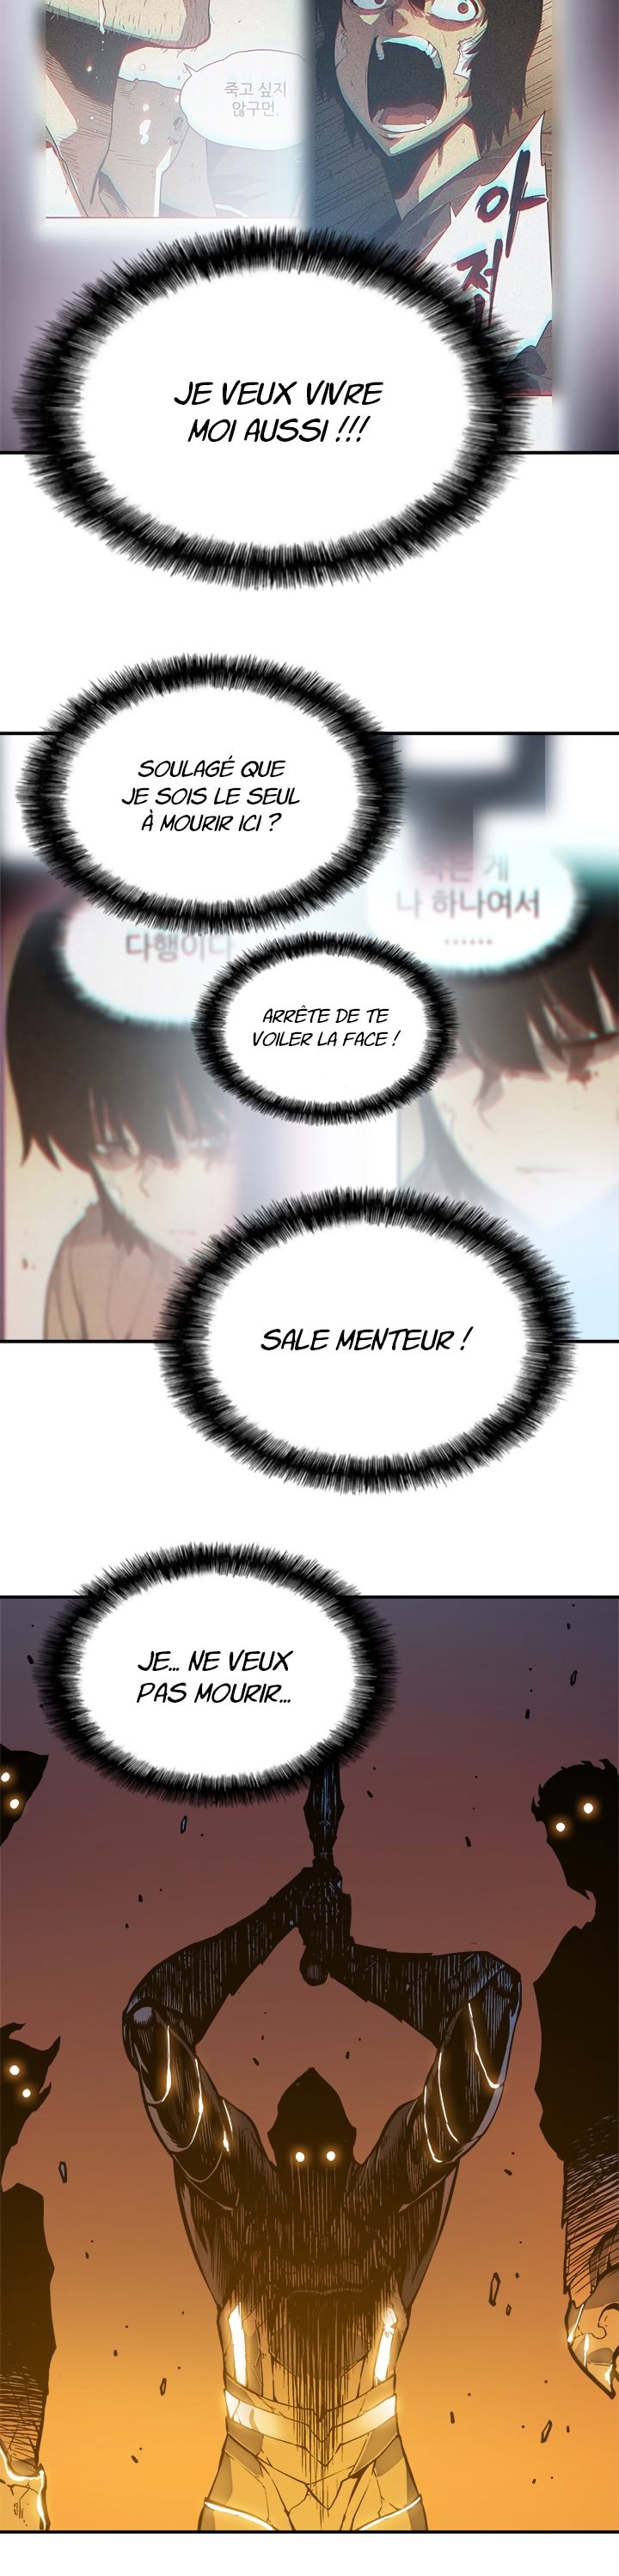 죽고 싶지
않구먼.
아
JE VEUX VIVRE
MOI AUSSI !!!
SOULAGÉ QUE
JE SOIS LE SEUL
À MOURIR ICI ?
게
나 하나여서
......
다행이다
ARRÊTE DE TE
VOILER LA FACE !
SALE MENTEUR !
JE... NE VEUX
PAS MOURIR...